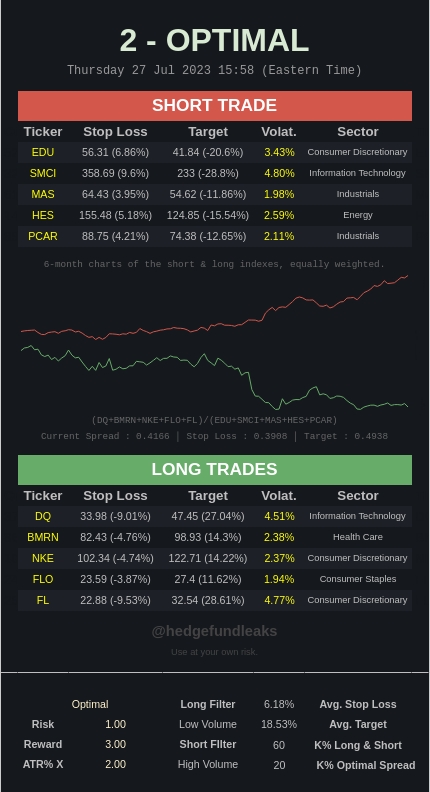 2 - OPTIMAL
Thursday 27 Jul 2023 15:58 (Eastern Time)
SHORT TRADE
Ticker Stop Loss Target Volat. Sector
EDU 56.31 (6.86%) 41.84 (-20.6%) 3.43% Consumer Discretionary
SMCI 358.69 (9.6%) 233 (-28.8%) 4.80% Information Technology
MAS 64.43 (3.95%) 54.62 (-11.86%) 1.98% Industrials
HES 155.48 (5.18%) 124.85 (-15.54%) 2.59% Energy
PCAR 88.75 (4.21%) 74.38 (-12.65%) 2.11% Industrials
6-month charts of the short & long indexes, equally weighted.
(DQ+BMRN+NKE+FLO+FL)/(EDU+SMCI+MAS+HES+PCAR)
Current Spread : 0.4166 | Stop Loss : 0.3908 | Target : 0.4938
LONG TRADES
Ticker Stop Loss Target Volat. Sector
DQ 33.98 (-9.01%) 47.45 (27.04%) 4.51% Information Technology
BMRN 82.43 (-4.76%) 98.93 (14.3%) 2.38% Health Care
NKE 102.34 (-4.74%) 122.71 (14.22%) 2.37% Consumer Discretionary
FLO 23.59 (-3.87%) 27.4 (11.62%) 1.94% Consumer Staples
FL 22.88 (-9.53%) 32.54 (28.61%) 4.77% Consumer Discretionary
@hedgefundleaks
Use at your own risk.
Optimal Long Filter 6.18% Avg. Stop Loss
Risk 1.00 Low Volume 18.53% Avg. Target
Reward 3.00 Short FIlter 60 K% Long & Short
ATR% X 2.00 High Volume 20 K% Optimal Spread